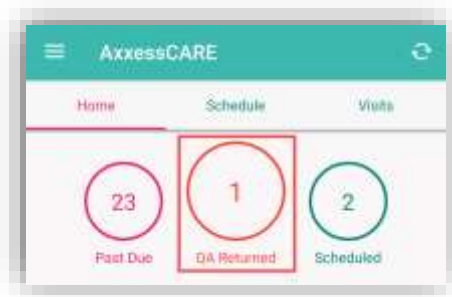 AxxessCARE
Home Schedule Visits
23 1 2
Past Due QA Returned Scheduled